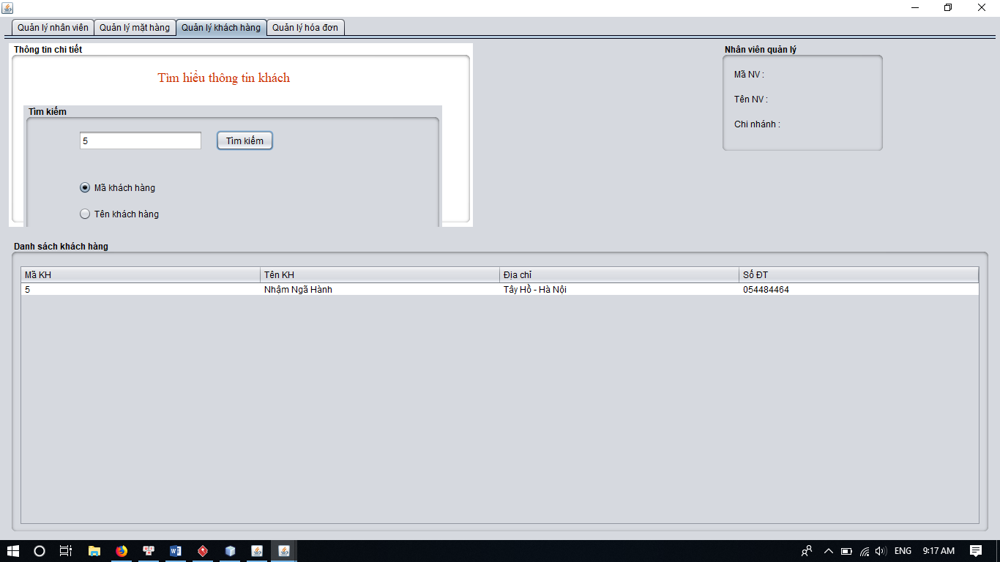 Quản lý nhân viên Quản lý mặt hàng Quản lý khách hàng Quản lý hóa đơn
Thông tin chi tiết
Tìm hiểu thông tin khách
Tìm kiếm
5 Tìm kiếm
Mã khách hàng
Tên khách hàng
Nhân viên quản lý
Mã NV :
Tên NV :
Chi nhánh :
Danh sách khách hàng
Mã KH Tên KH Địa chỉ Số ĐT
5 Nhậm Ngã Hành Tây Hồ - Hà Nội 054484464
ENG 9:17 AM